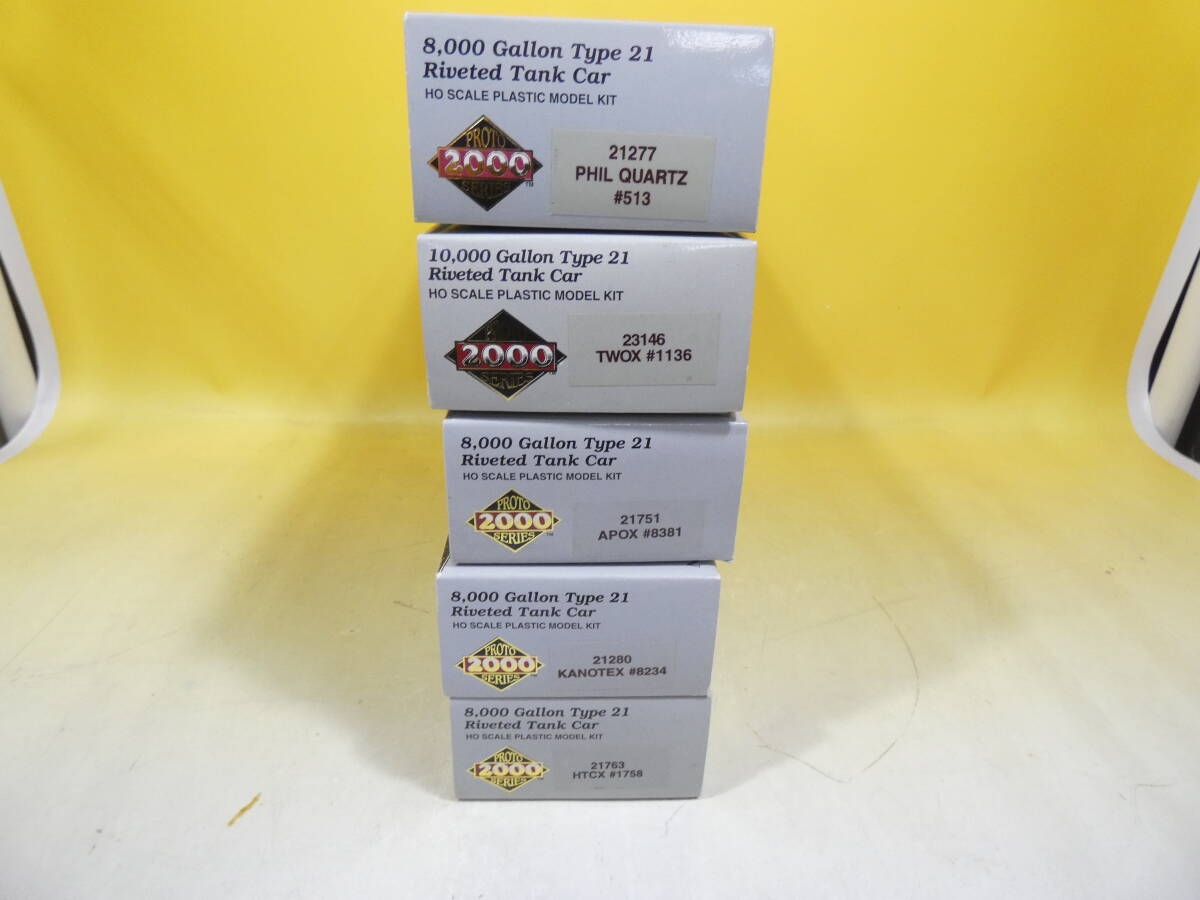 8,000 Gallon Type 21
Riveted Tank Car
HO SCALE PLASTIC MODEL KIT
PROTO
2000
SERIES
TM
21277
PHIL QUARTZ
#513
10,000 Gallon Type 21
Riveted Tank Car
HO SCALE PLASTIC MODEL KIT
2000
SERIES
23146
TWOX #1136
8,000 Gallon Type 21
Riveted Tank Car
HO SCALE PLASTIC MODEL KIT
PROTO
2000
SERIES
TM
21751
APOX #8381
8,000 Gallon Type 21
Riveted Tank Car
HO SCALE PLASTIC MODEL KIT
PROTO
2000
SERIES
21280
KANOTEX #8234
8,000 Gallon Type 21
Riveted Tank Car
HO SCALE PLASTIC MODEL KIT
PROTO
2000
SERIES
21763
HTCX #1758